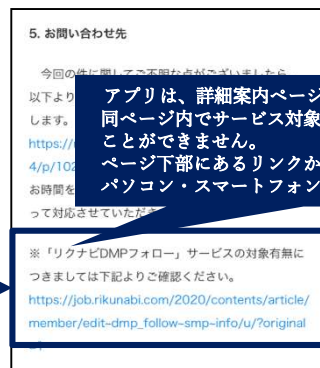 5. お問い合わせ先
今回の件に関してご不明な点がございましたら
以下より
します。
https://
4/p/102
お時間を
って対応させていただき
アプリは、詳細案内ページ
同ページ内でサービス対象
ことができません。
ページ下部にあるリンクか
パソコン・スマートフォン
※「リクナビDMPフォロー」サービスの対象有無に
つきましては下記よりご確認ください。
https://job.rikunabi.com/2020/contents/article/
member/edit-dmp_follow-smp-info/u/?original